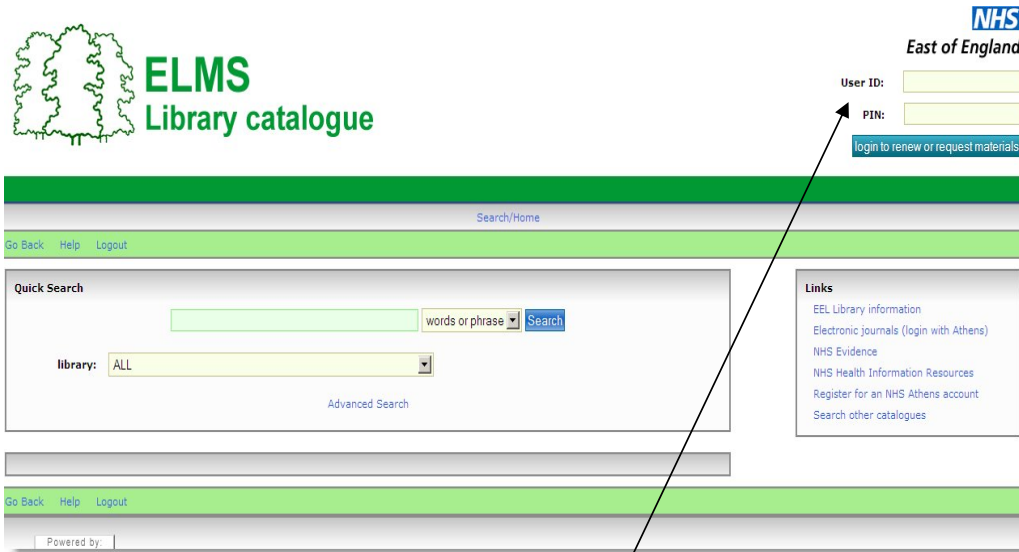 NHS
East of England
ELMS
Library catalogue
User ID:
PIN:
login to renew or request materials
Search/Home
Go Back Help Logout
Quick Search
words or phrase Search
library: ALL
Advanced Search
Links
EEL Library information
Electronic journals (login with Athens)
NHS Evidence
NHS Health Information Resources
Register for an NHS Athens account
Search other catalogues
Go Back Help Logout
Powered by: